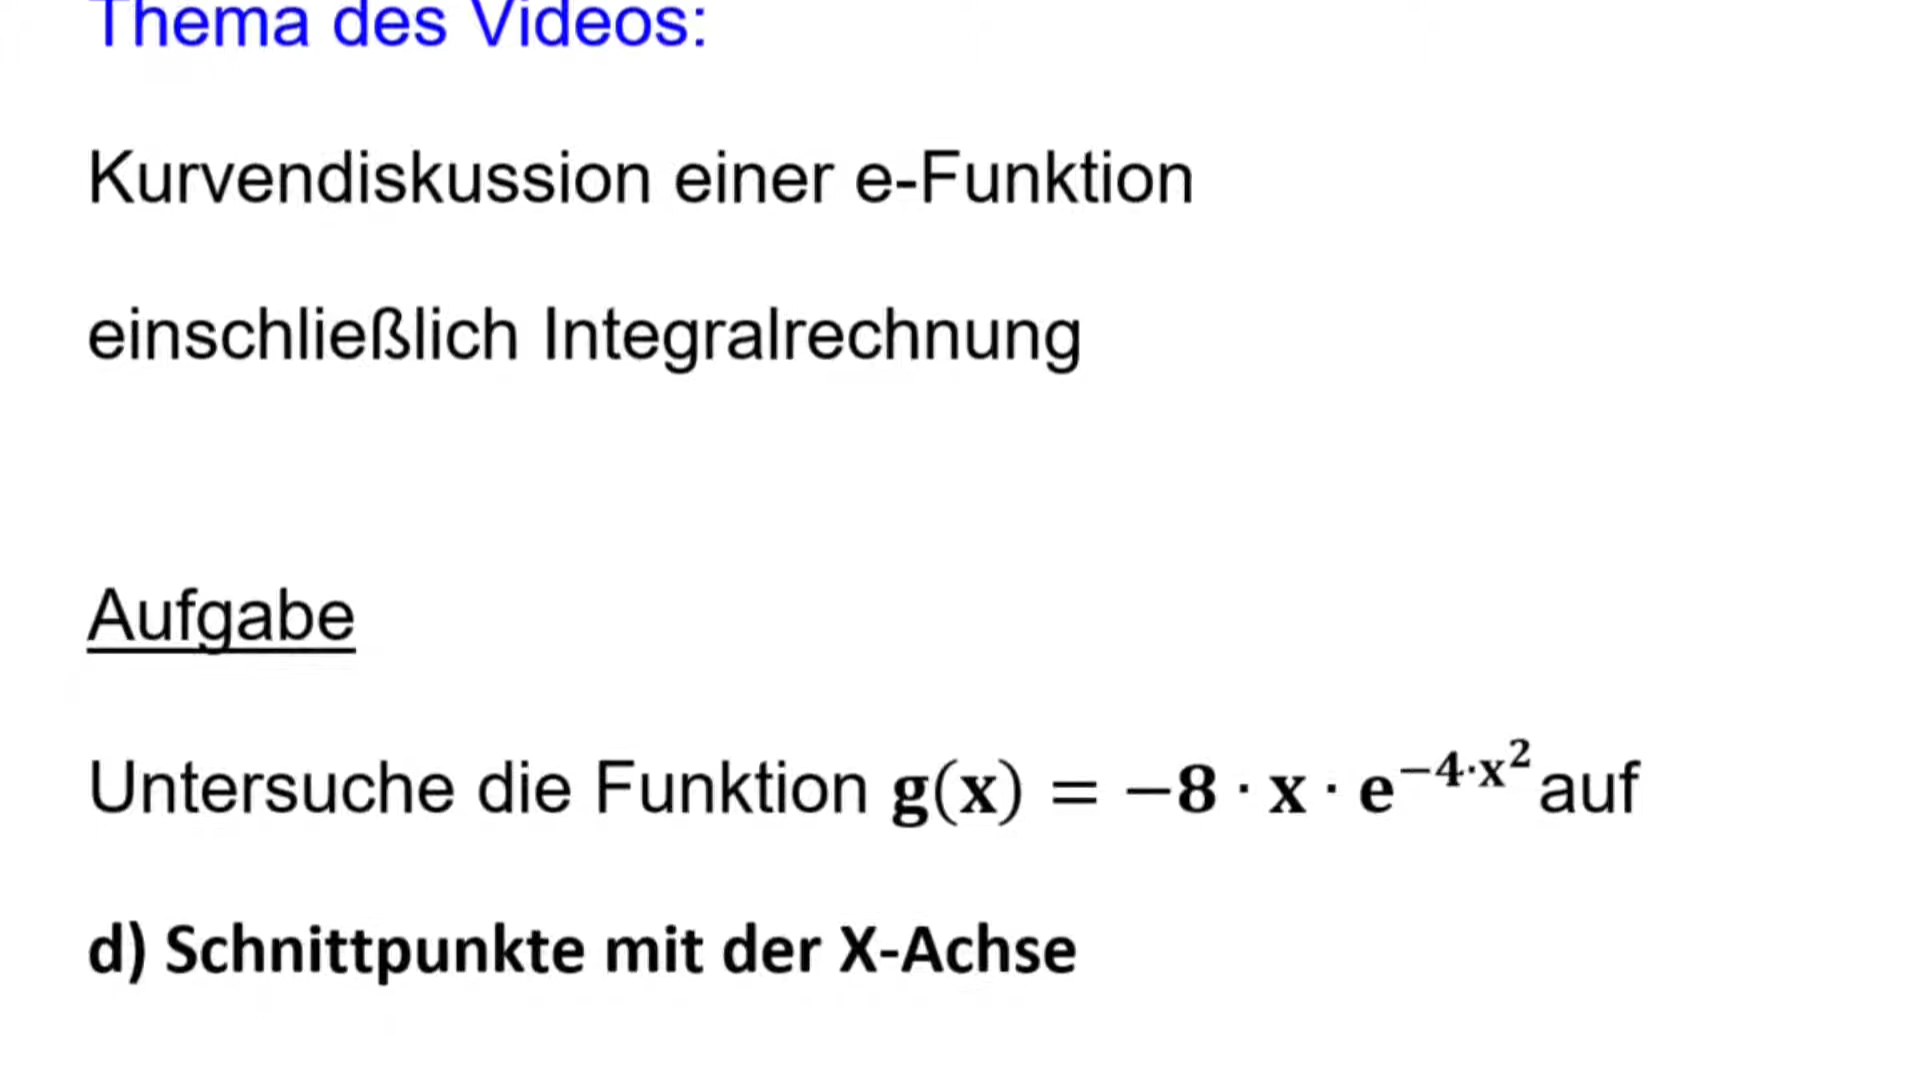 Thema des Videos:
Kurvendiskussion einer e-Funktion
einschließlich Integralrechnung
Aufgabe
Untersuche die Funktion g(x) = −8 · x · e^{−4·x²} auf
d) Schnittpunkte mit der X-Achse